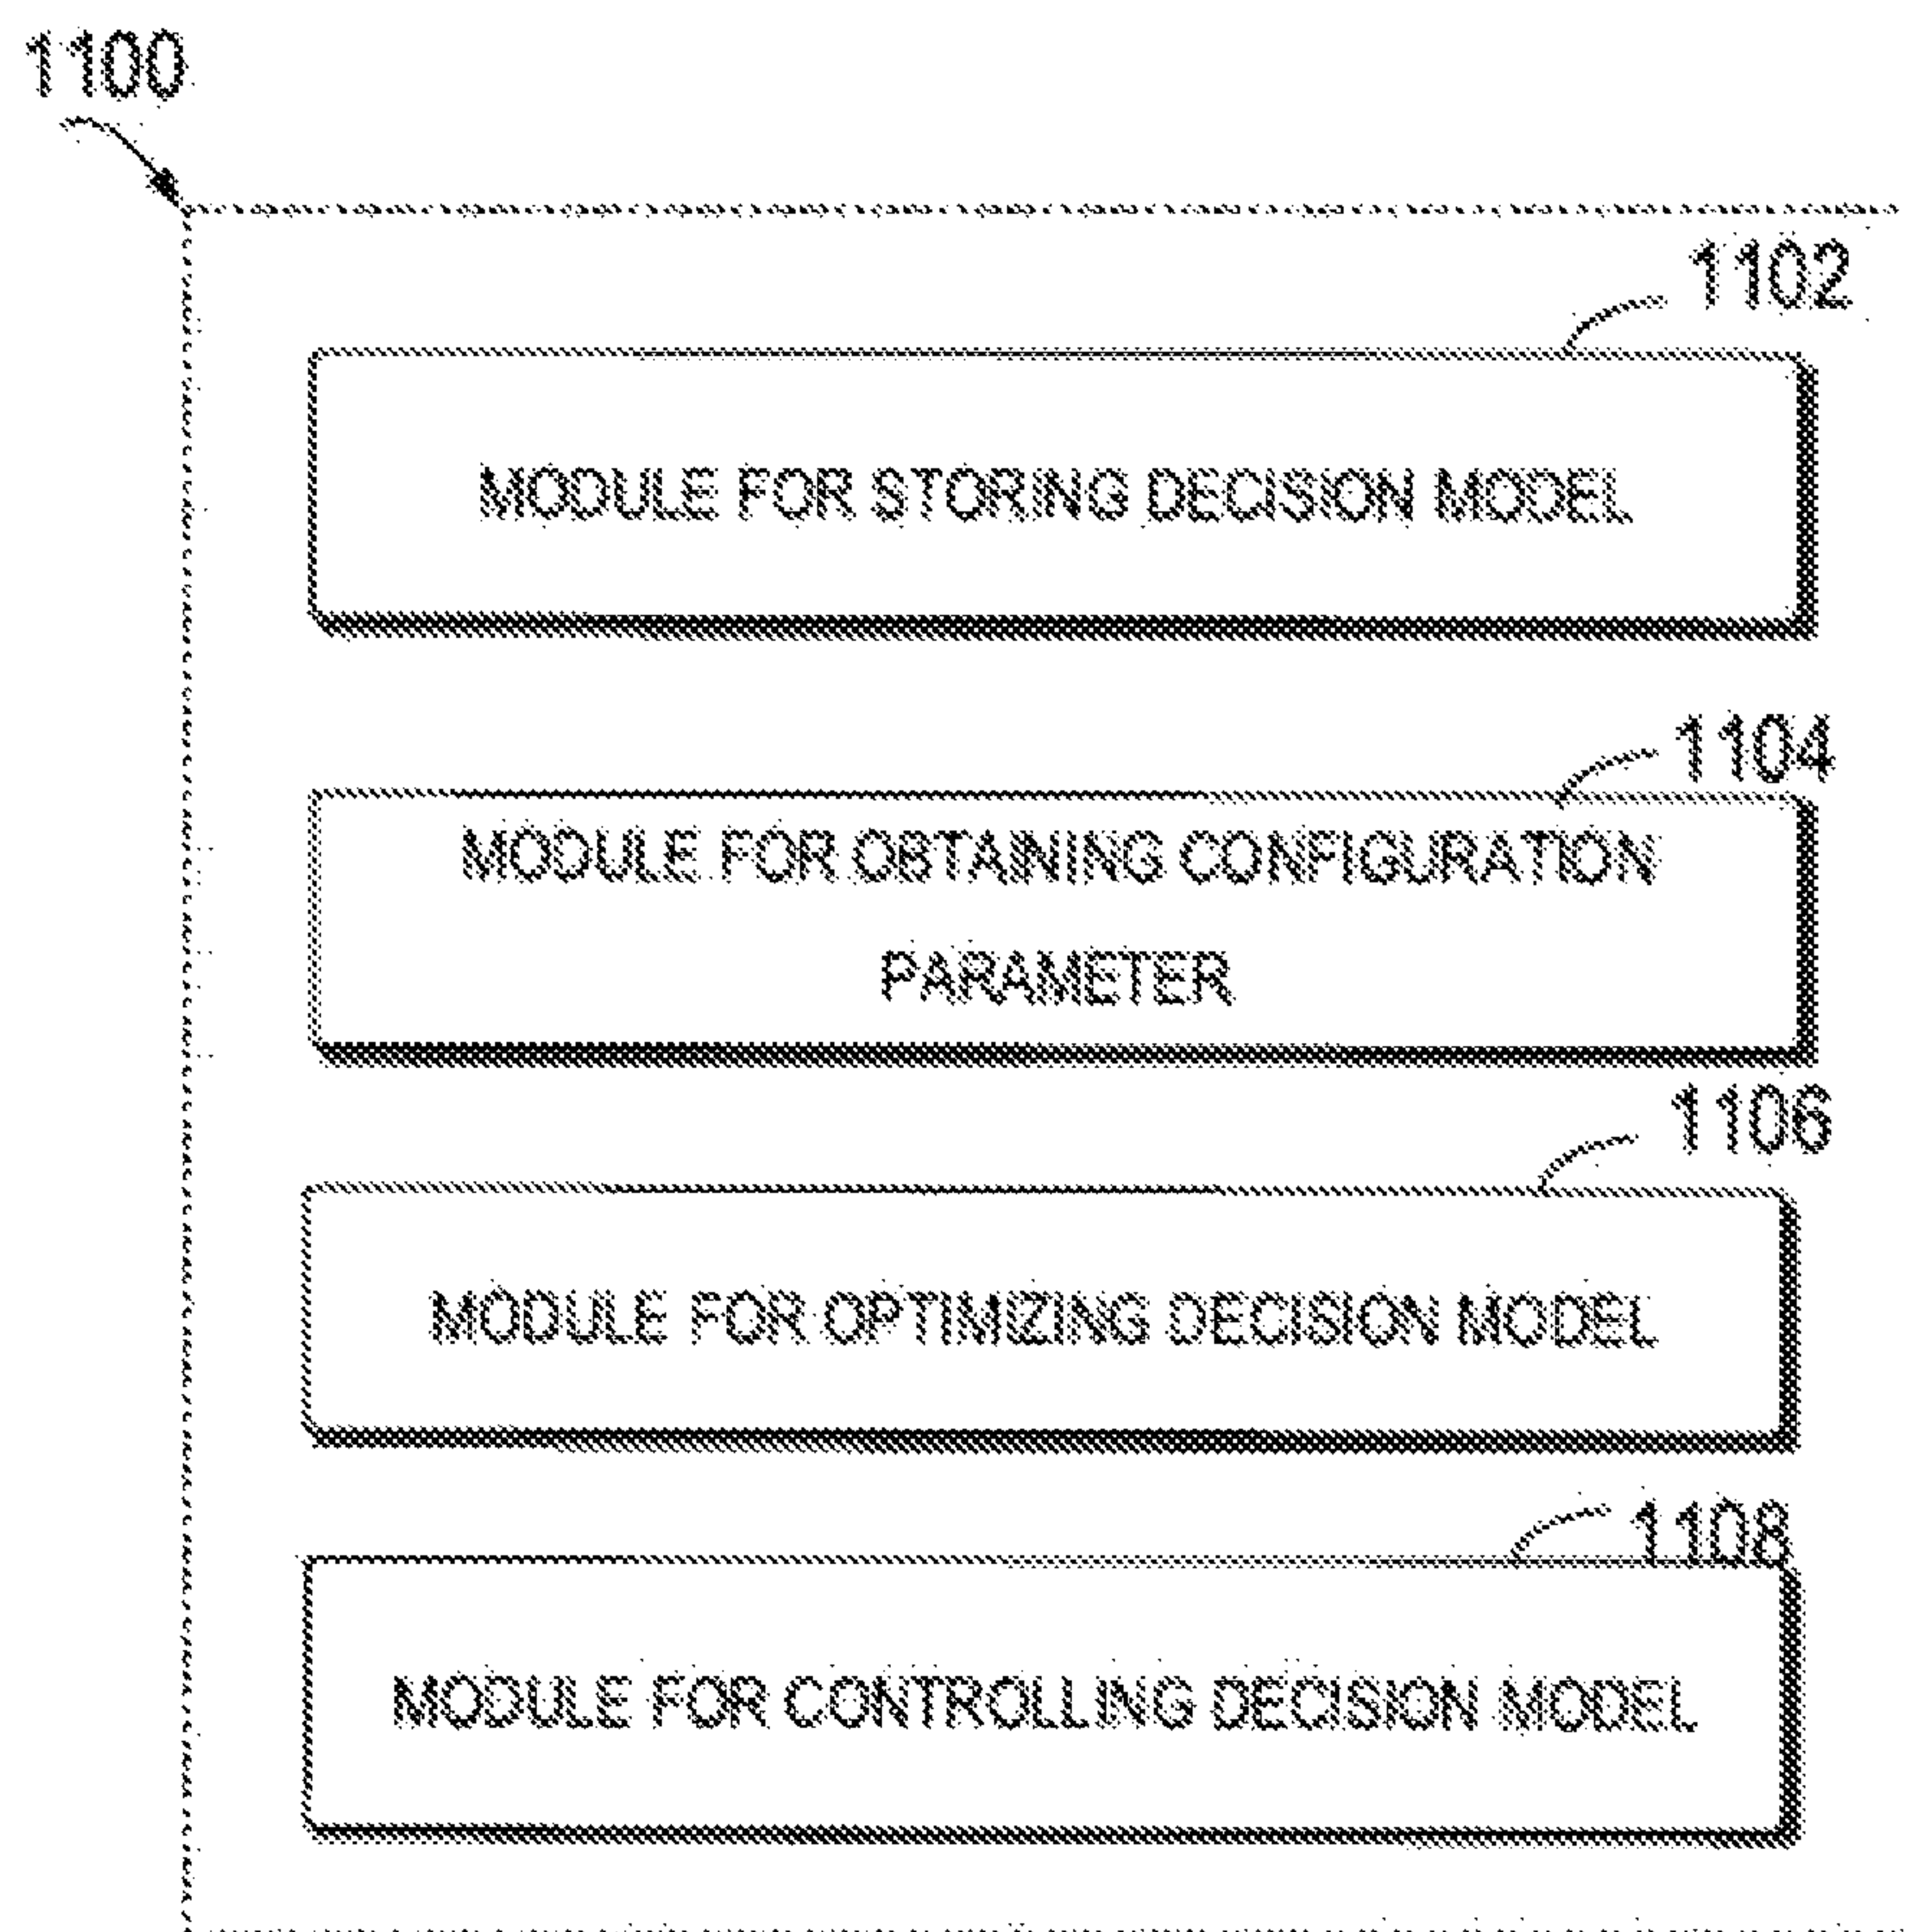 1100
1102
MODULE FOR STORING DECISION MODEL
1104
MODULE FOR OBTAINING CONFIGURATION
PARAMETER
1106
MODULE FOR OPTIMIZING DECISION MODEL
1108
MODULE FOR CONTROLLING DECISION MODEL